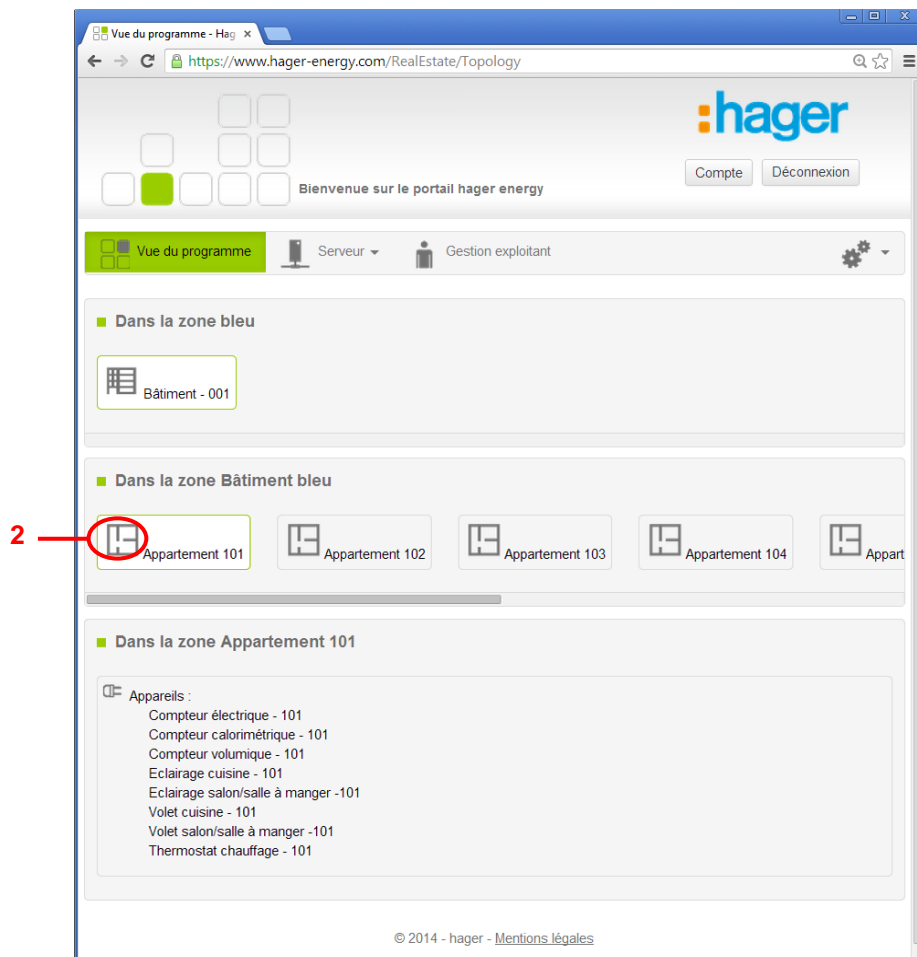 Vue du programme - Hag
https://www.hager-energy.com/RealEstate/Topology
:hager
Compte Déconnexion
Bienvenue sur le portail hager energy
Vue du programme Serveur Gestion exploitant
Dans la zone bleu
Bâtiment - 001
Dans la zone Bâtiment bleu
2
Appartement 101 Appartement 102 Appartement 103 Appartement 104 Appart
Dans la zone Appartement 101
Appareils :
Compteur électrique - 101
Compteur calorimétrique - 101
Compteur volumique - 101
Eclairage cuisine - 101
Eclairage salon/salle à manger -101
Volet cuisine - 101
Volet salon/salle à manger -101
Thermostat chauffage - 101
© 2014 - hager - Mentions légales